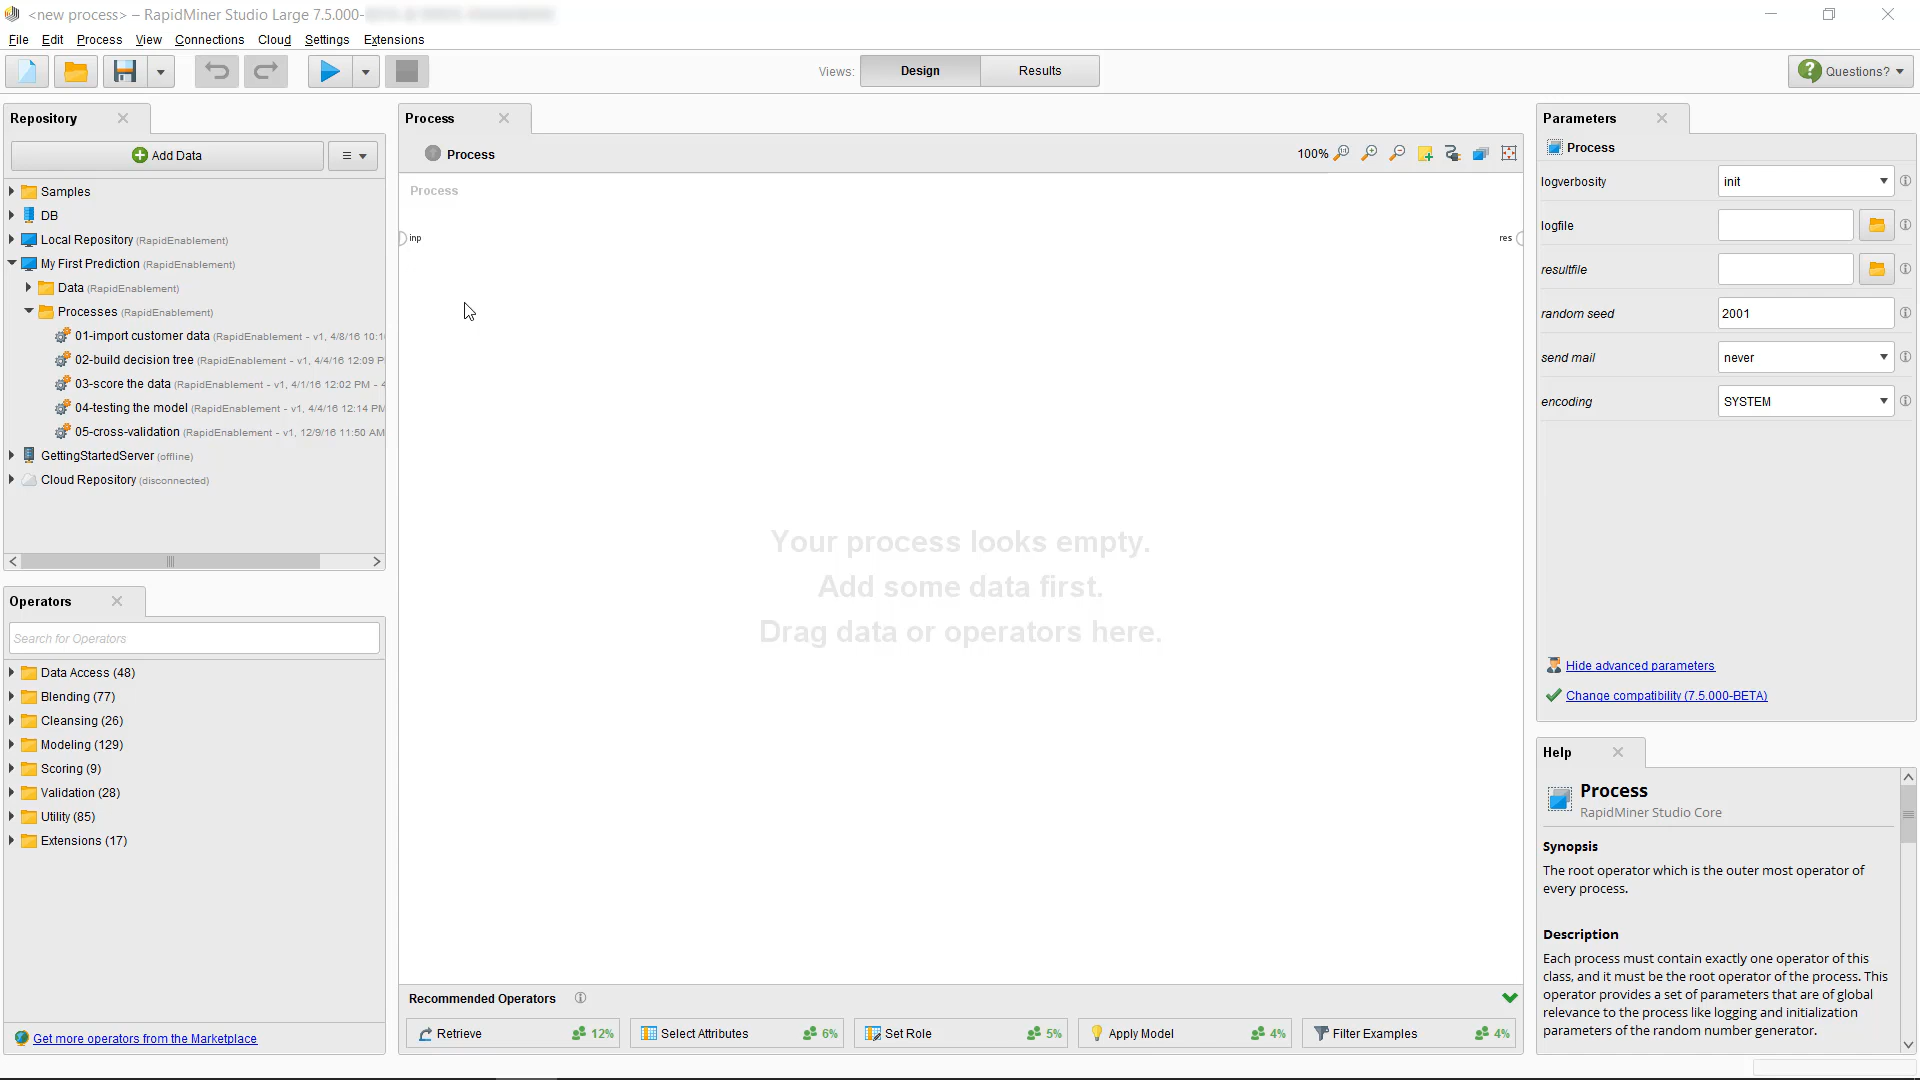 <new process> – RapidMiner Studio Large 7.5.000-
File Edit Process View Connections Cloud Settings Extensions
Views: Design Results Questions?
Repository
Add Data
Samples
DB
Local Repository (RapidEnablement)
My First Prediction (RapidEnablement)
Data (RapidEnablement)
Processes (RapidEnablement)
01-import customer data (RapidEnablement - v1, 4/8/16 10:1
02-build decision tree (RapidEnablement - v1, 4/4/16 12:09 P
03-score the data (RapidEnablement - v1, 4/1/16 12:02 PM - 4
04-testing the model (RapidEnablement - v1, 4/4/16 12:14 PM
05-cross-validation (RapidEnablement - v1, 12/9/16 11:50 AM
GettingStartedServer (offline)
Cloud Repository (disconnected)
Operators
Search for Operators
Data Access (48)
Blending (77)
Cleansing (26)
Modeling (129)
Scoring (9)
Validation (28)
Utility (85)
Extensions (17)
Get more operators from the Marketplace
Process
Process
100%
Process
inp
res
Your process looks empty.
Add some data first.
Drag data or operators here.
Recommended Operators
Retrieve 12%
Select Attributes 6%
Set Role 5%
Apply Model 4%
Filter Examples 4%
Parameters
Process
logverbosity init
logfile
resultfile
random seed 2001
send mail never
encoding SYSTEM
Hide advanced parameters
Change compatibility (7.5.000-BETA)
Help
Process
RapidMiner Studio Core
Synopsis
The root operator which is the outer most operator of
every process.
Description
Each process must contain exactly one operator of this
class, and it must be the root operator of the process. This
operator provides a set of parameters that are of global
relevance to the process like logging and initialization
parameters of the random number generator.